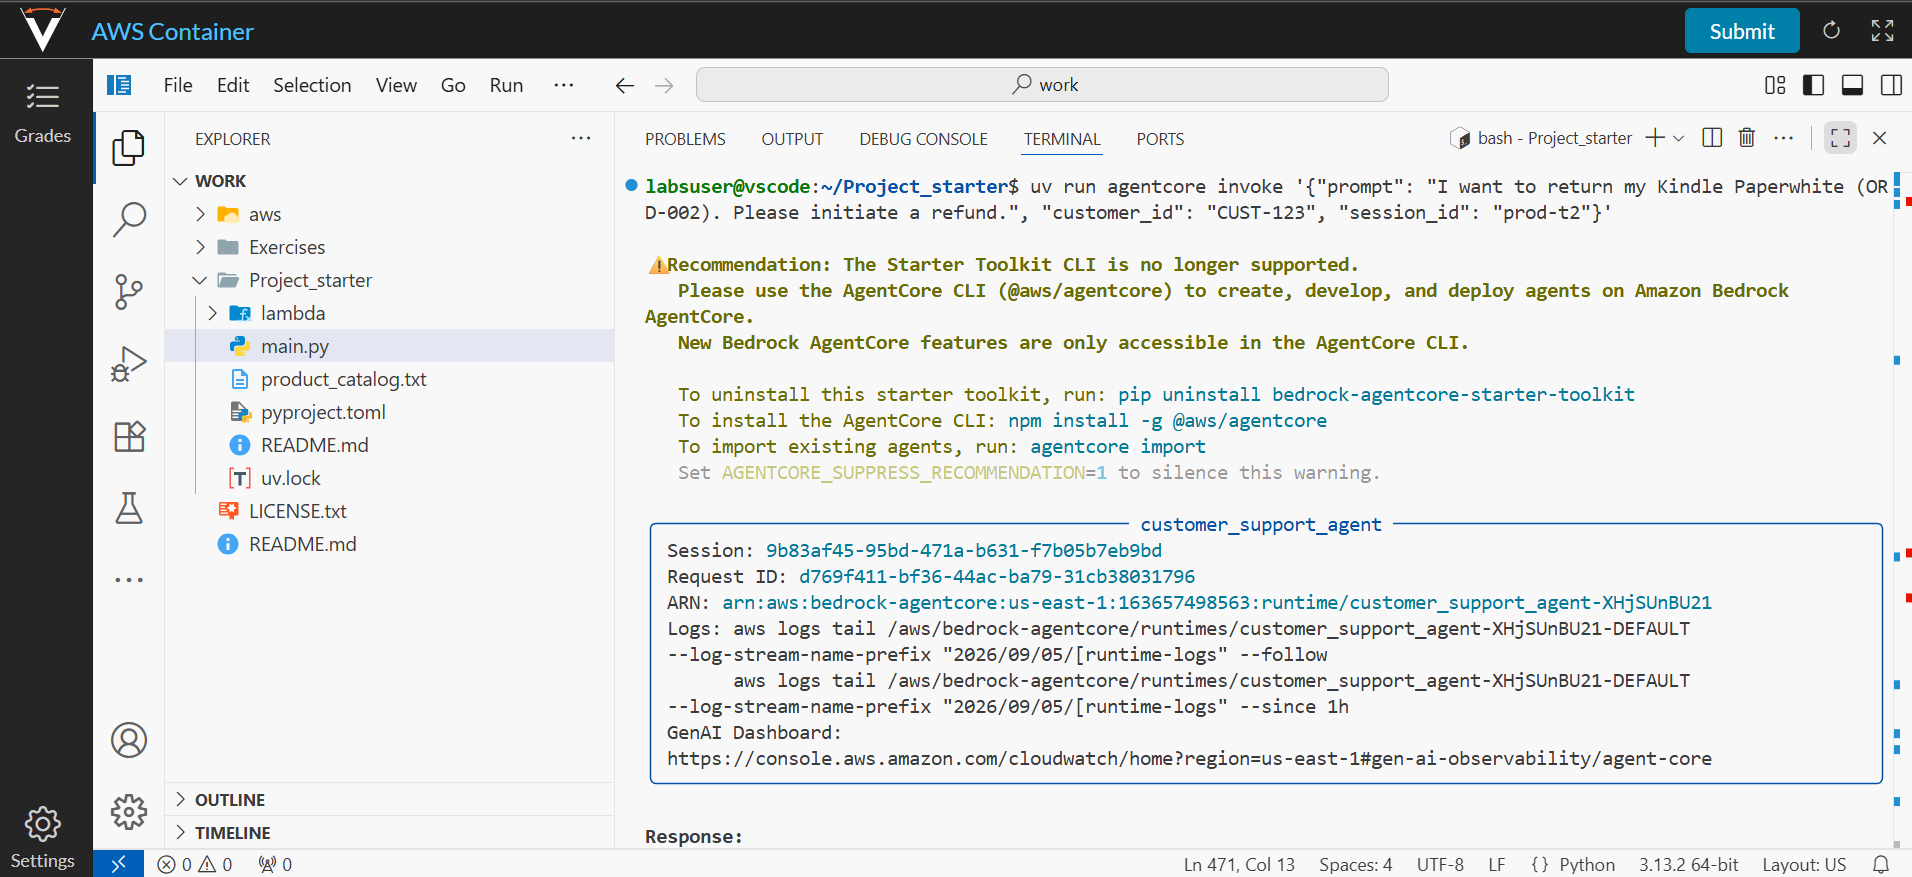 AWS Container
Submit
Grades
Settings
File Edit Selection View Go Run ···
work
EXPLORER
WORK
aws
Exercises
Project_starter
lambda
main.py
product_catalog.txt
pyproject.toml
README.md
uv.lock
LICENSE.txt
README.md
OUTLINE
TIMELINE
PROBLEMS OUTPUT DEBUG CONSOLE TERMINAL PORTS
bash - Project_starter
labsuser@vscode:~/Project_starter$ uv run agentcore invoke '{"prompt": "I want to return my Kindle Paperwhite (OR
D-002). Please initiate a refund.", "customer_id": "CUST-123", "session_id": "prod-t2"}'
⚠️Recommendation: The Starter Toolkit CLI is no longer supported.
Please use the AgentCore CLI (@aws/agentcore) to create, develop, and deploy agents on Amazon Bedrock
AgentCore.
New Bedrock AgentCore features are only accessible in the AgentCore CLI.
To uninstall this starter toolkit, run: pip uninstall bedrock-agentcore-starter-toolkit
To install the AgentCore CLI: npm install -g @aws/agentcore
To import existing agents, run: agentcore import
Set AGENTCORE_SUPPRESS_RECOMMENDATION=1 to silence this warning.
customer_support_agent
Session: 9b83af45-95bd-471a-b631-f7b05b7eb9bd
Request ID: d769f411-bf36-44ac-ba79-31cb38031796
ARN: arn:aws:bedrock-agentcore:us-east-1:163657498563:runtime/customer_support_agent-XHjSUnBU21
Logs: aws logs tail /aws/bedrock-agentcore/runtimes/customer_support_agent-XHjSUnBU21-DEFAULT
--log-stream-name-prefix "2026/09/05/[runtime-logs" --follow
aws logs tail /aws/bedrock-agentcore/runtimes/customer_support_agent-XHjSUnBU21-DEFAULT
--log-stream-name-prefix "2026/09/05/[runtime-logs" --since 1h
GenAI Dashboard:
https://console.aws.amazon.com/cloudwatch/home?region=us-east-1#gen-ai-observability/agent-core
Response:
0 0 0
Ln 471, Col 13 Spaces: 4 UTF-8 LF {} Python 3.13.2 64-bit Layout: US